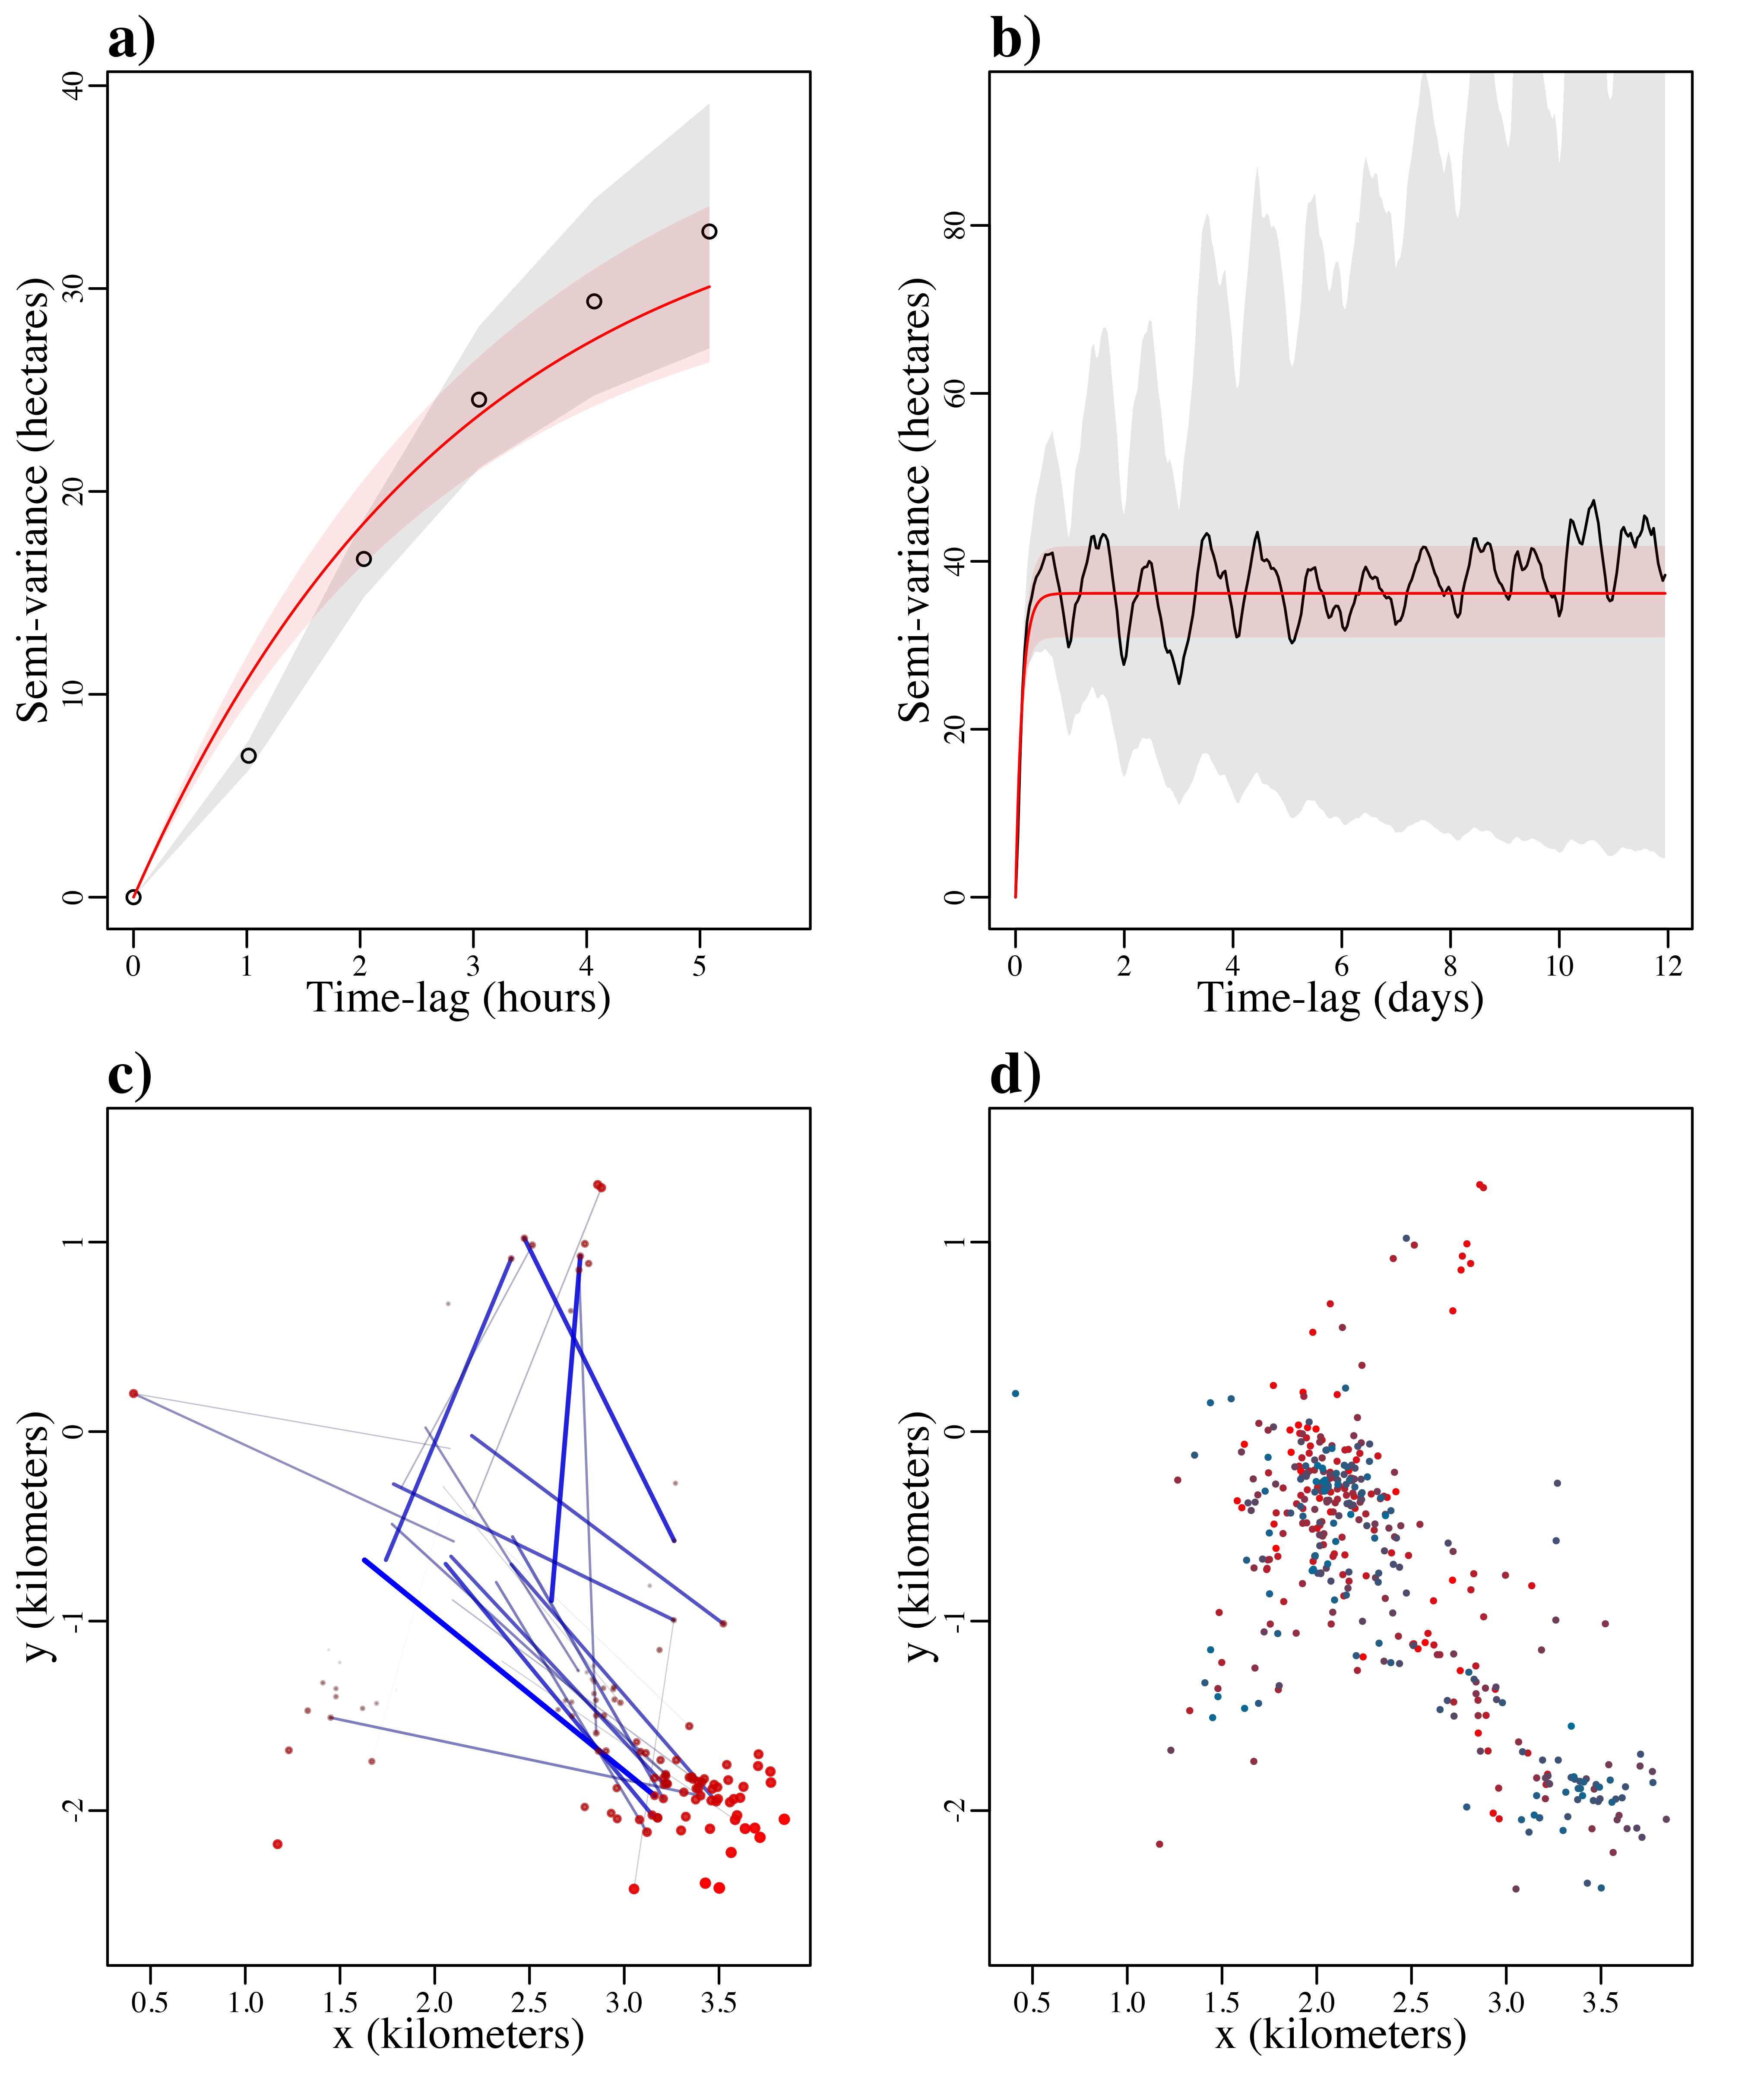 a)
40
30
20
10
0
Semi-variance (hectares)
0 1 2 3 4 5
Time-lag (hours)
b)
80
60
40
20
0
Semi-variance (hectares)
0 2 4 6 8 10 12
Time-lag (days)
c)
1
0
-1
-2
y (kilometers)
0.5 1.0 1.5 2.0 2.5 3.0 3.5
x (kilometers)
d)
1
0
-1
-2
y (kilometers)
0.5 1.0 1.5 2.0 2.5 3.0 3.5
x (kilometers)